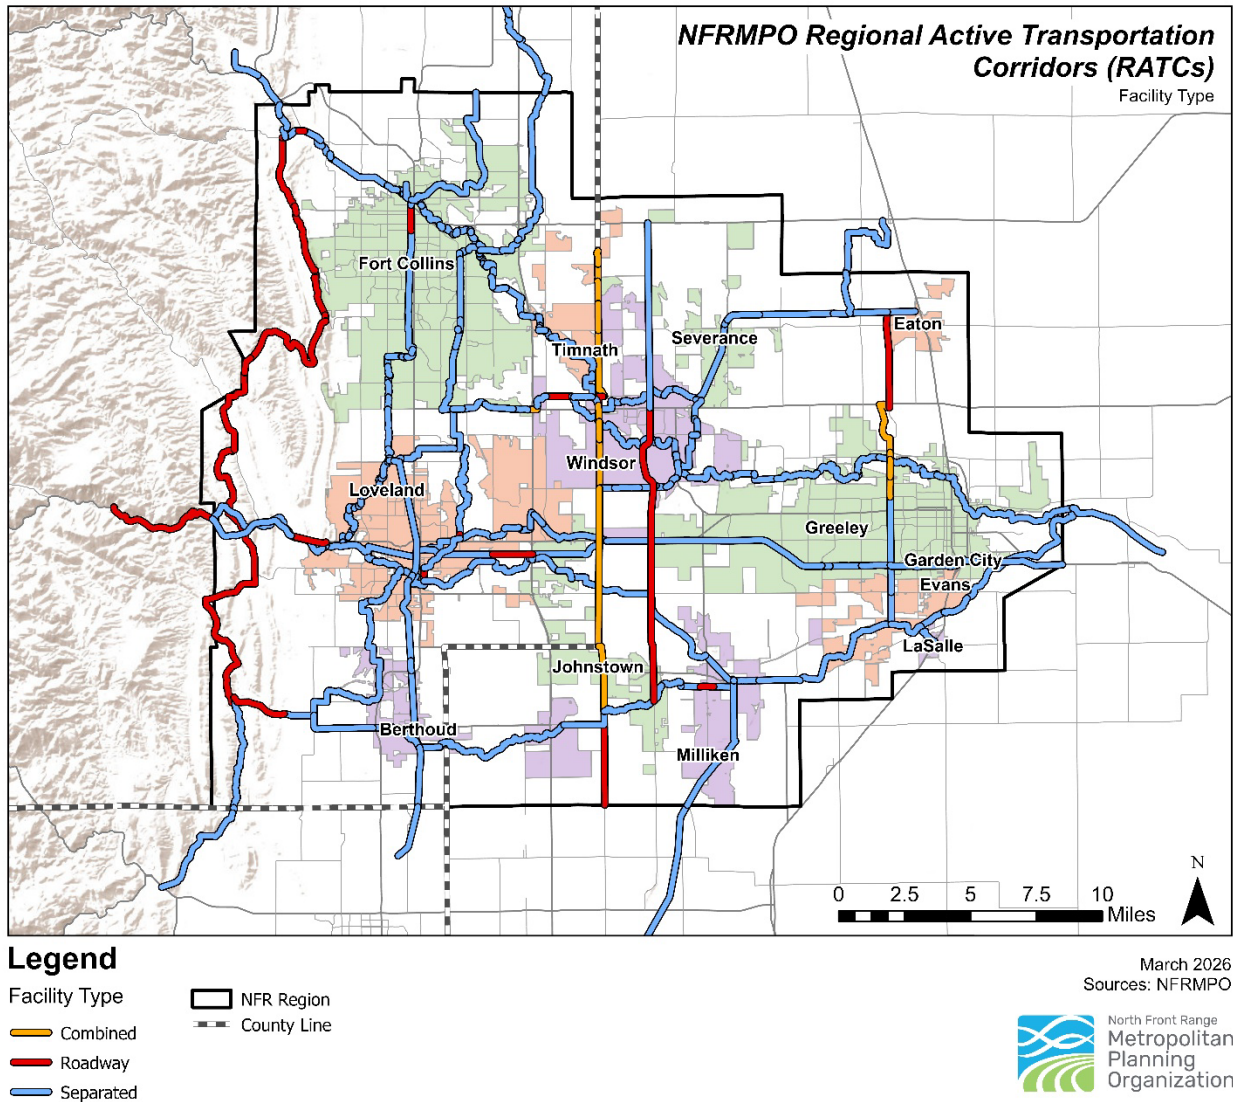 NFRMPO Regional Active Transportation
Corridors (RATCs)
Facility Type
Fort Collins
Timnath
Severance
Eaton
Windsor
Loveland
Greeley
Garden City
Evans
LaSalle
Johnstown
Berthoud
Milliken
N
0 2.5 5 7.5 10
Miles
Legend
Facility Type
Combined
Roadway
Separated
NFR Region
County Line
March 2026
Sources: NFRMPO
North Front Range
Metropolitan
Planning
Organization